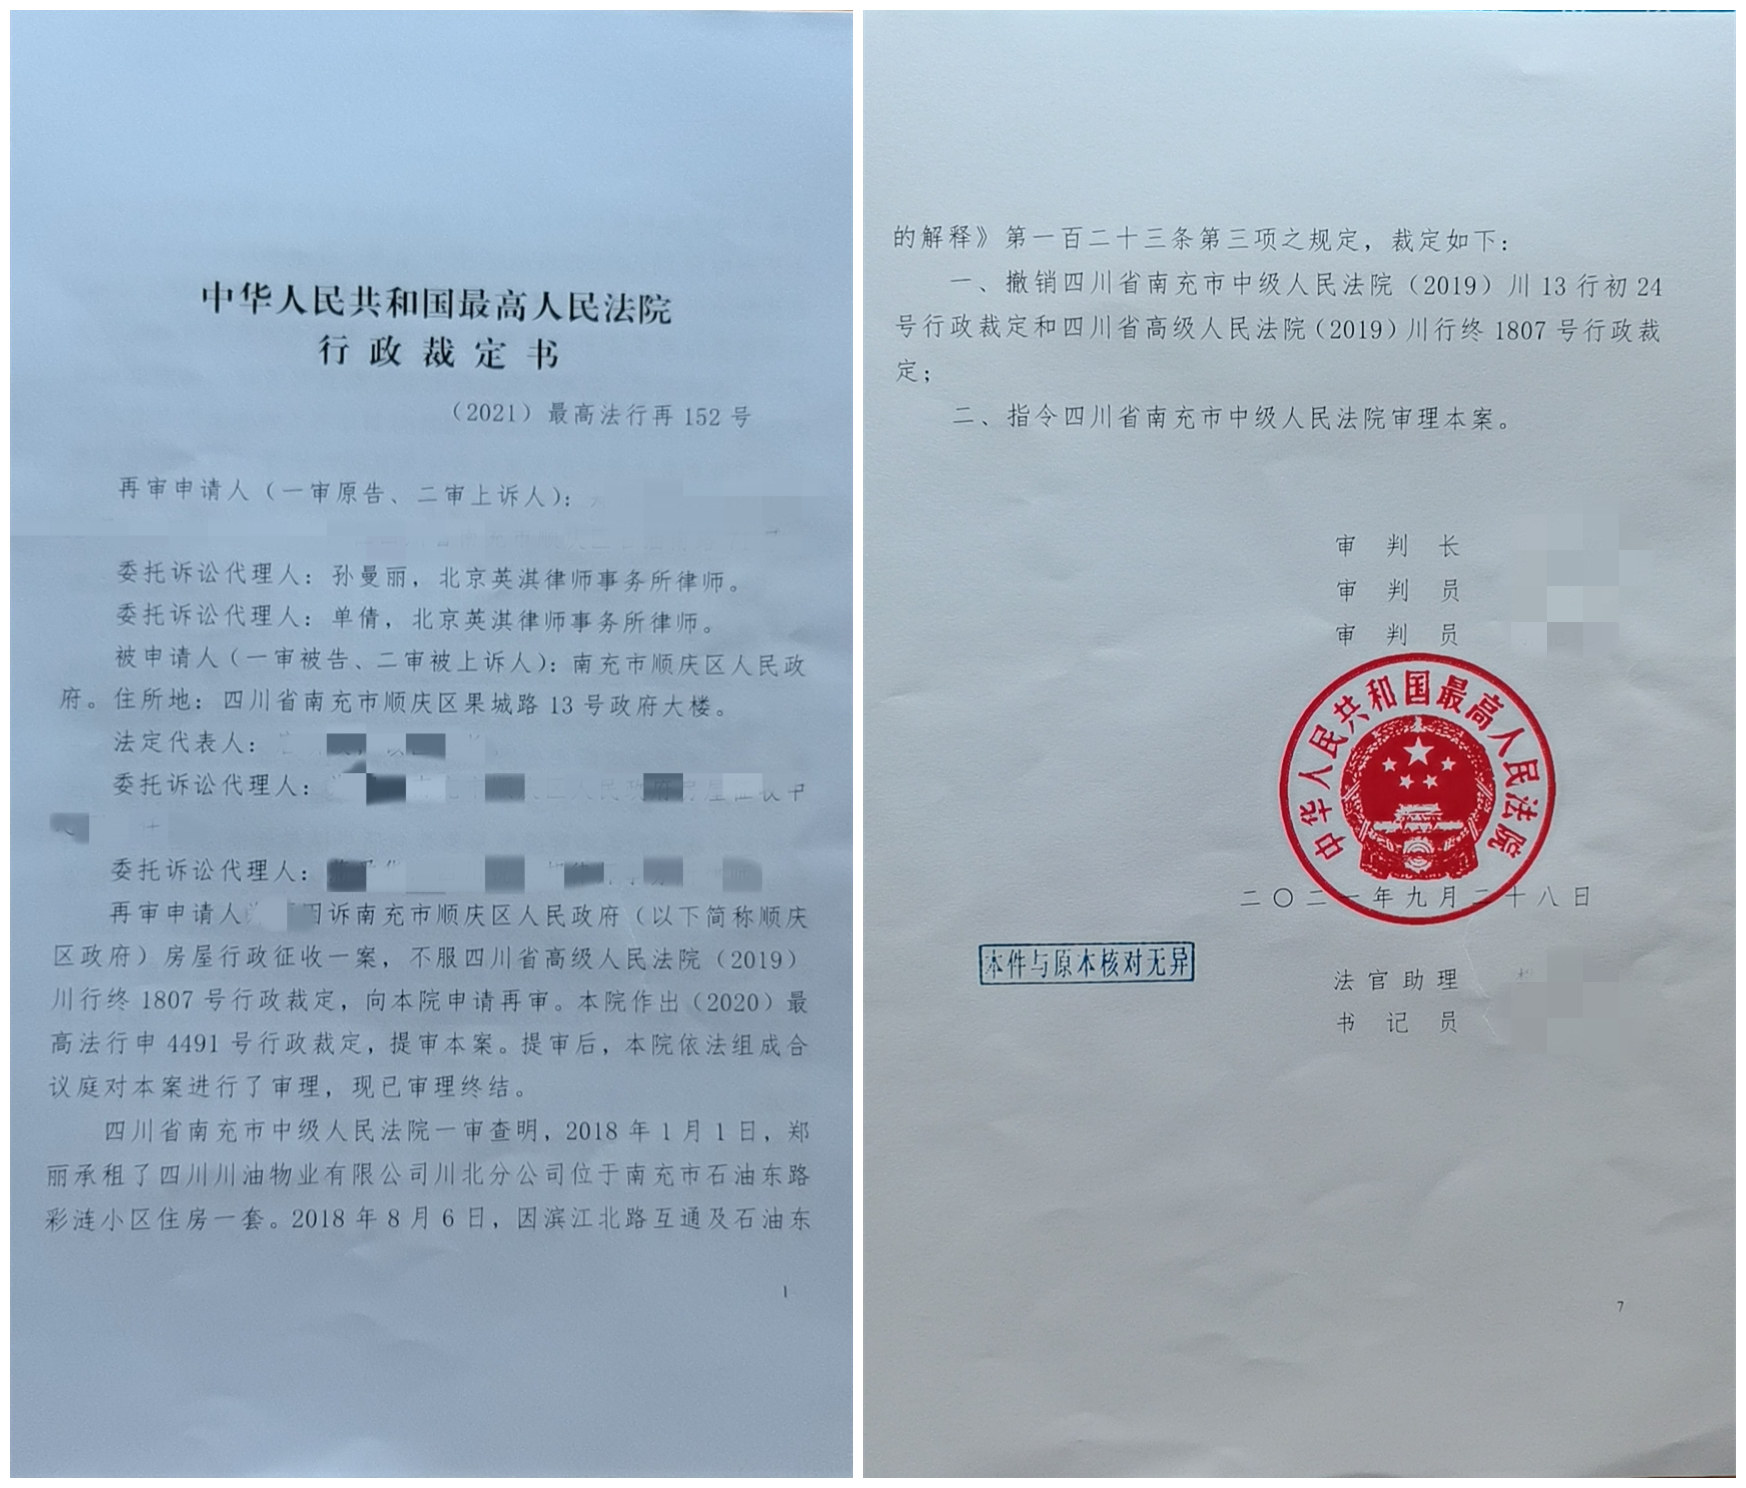 中华人民共和国最高人民法院
行政裁定书
（2021）最高法行再152号
再审申请人（一审原告、二审上诉人）：
委托诉讼代理人：孙曼丽，北京英淇律师事务所律师。
委托诉讼代理人：单倩，北京英淇律师事务所律师。
被申请人（一审被告、二审被上诉人）：南充市顺庆区人民政
府。住所地：四川省南充市顺庆区果城路13号政府大楼。
法定代表人：
委托诉讼代理人：
委托诉讼代理人：
再审申请人 因诉南充市顺庆区人民政府（以下简称顺庆
区政府）房屋行政征收一案，不服四川省高级人民法院（2019）
川行终1807号行政裁定，向本院申请再审。本院作出（2020）最
高法行申4491号行政裁定，提审本案。提审后，本院依法组成合
议庭对本案进行了审理，现已审理终结。
四川省南充市中级人民法院一审查明，2018年1月1日，郑
丽承租了四川川油物业有限公司川北分公司位于南充市石油东路
彩涟小区住房一套。2018年8月6日，因滨江北路互通及石油东
1
的解释》第一百二十三条第三项之规定，裁定如下：
一、撤销四川省南充市中级人民法院（2019）川13行初24
号行政裁定和四川省高级人民法院（2019）川行终1807号行政裁
定；
二、指令四川省南充市中级人民法院审理本案。
审判长
审判员
审判员
中华人民共和国最高人民法院
二〇二一年九月二十八日
本件与原本核对无异
法官助理
书记员
7